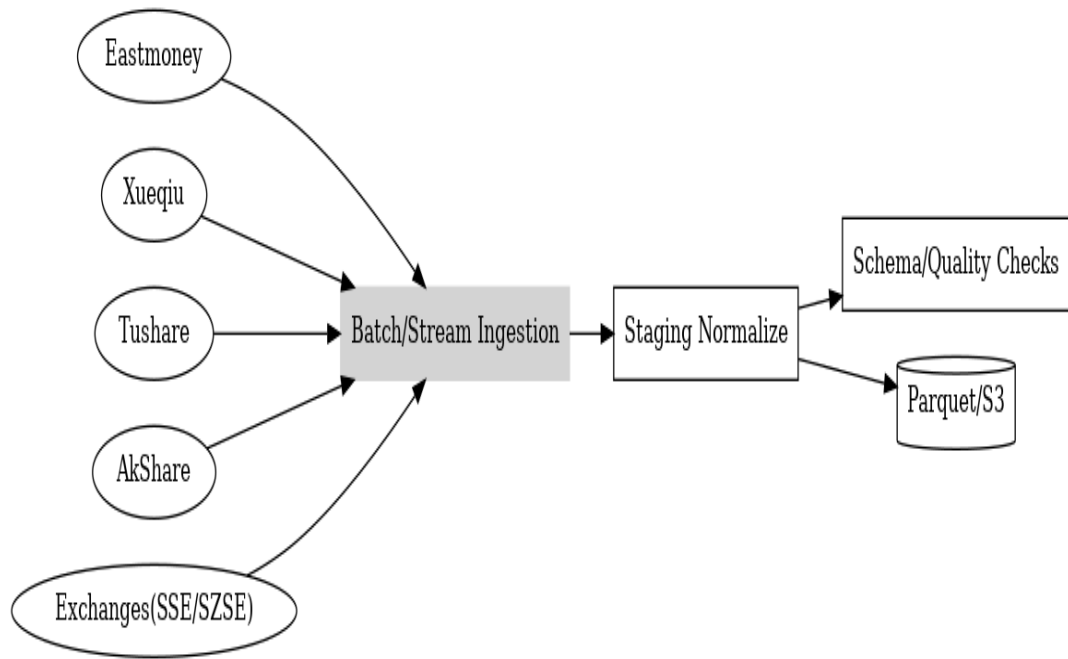 Eastmoney
Xueqiu
Tushare
AkShare
Exchanges(SSE/SZSE)
Batch/Stream Ingestion
Staging Normalize
Schema/Quality Checks
Parquet/S3